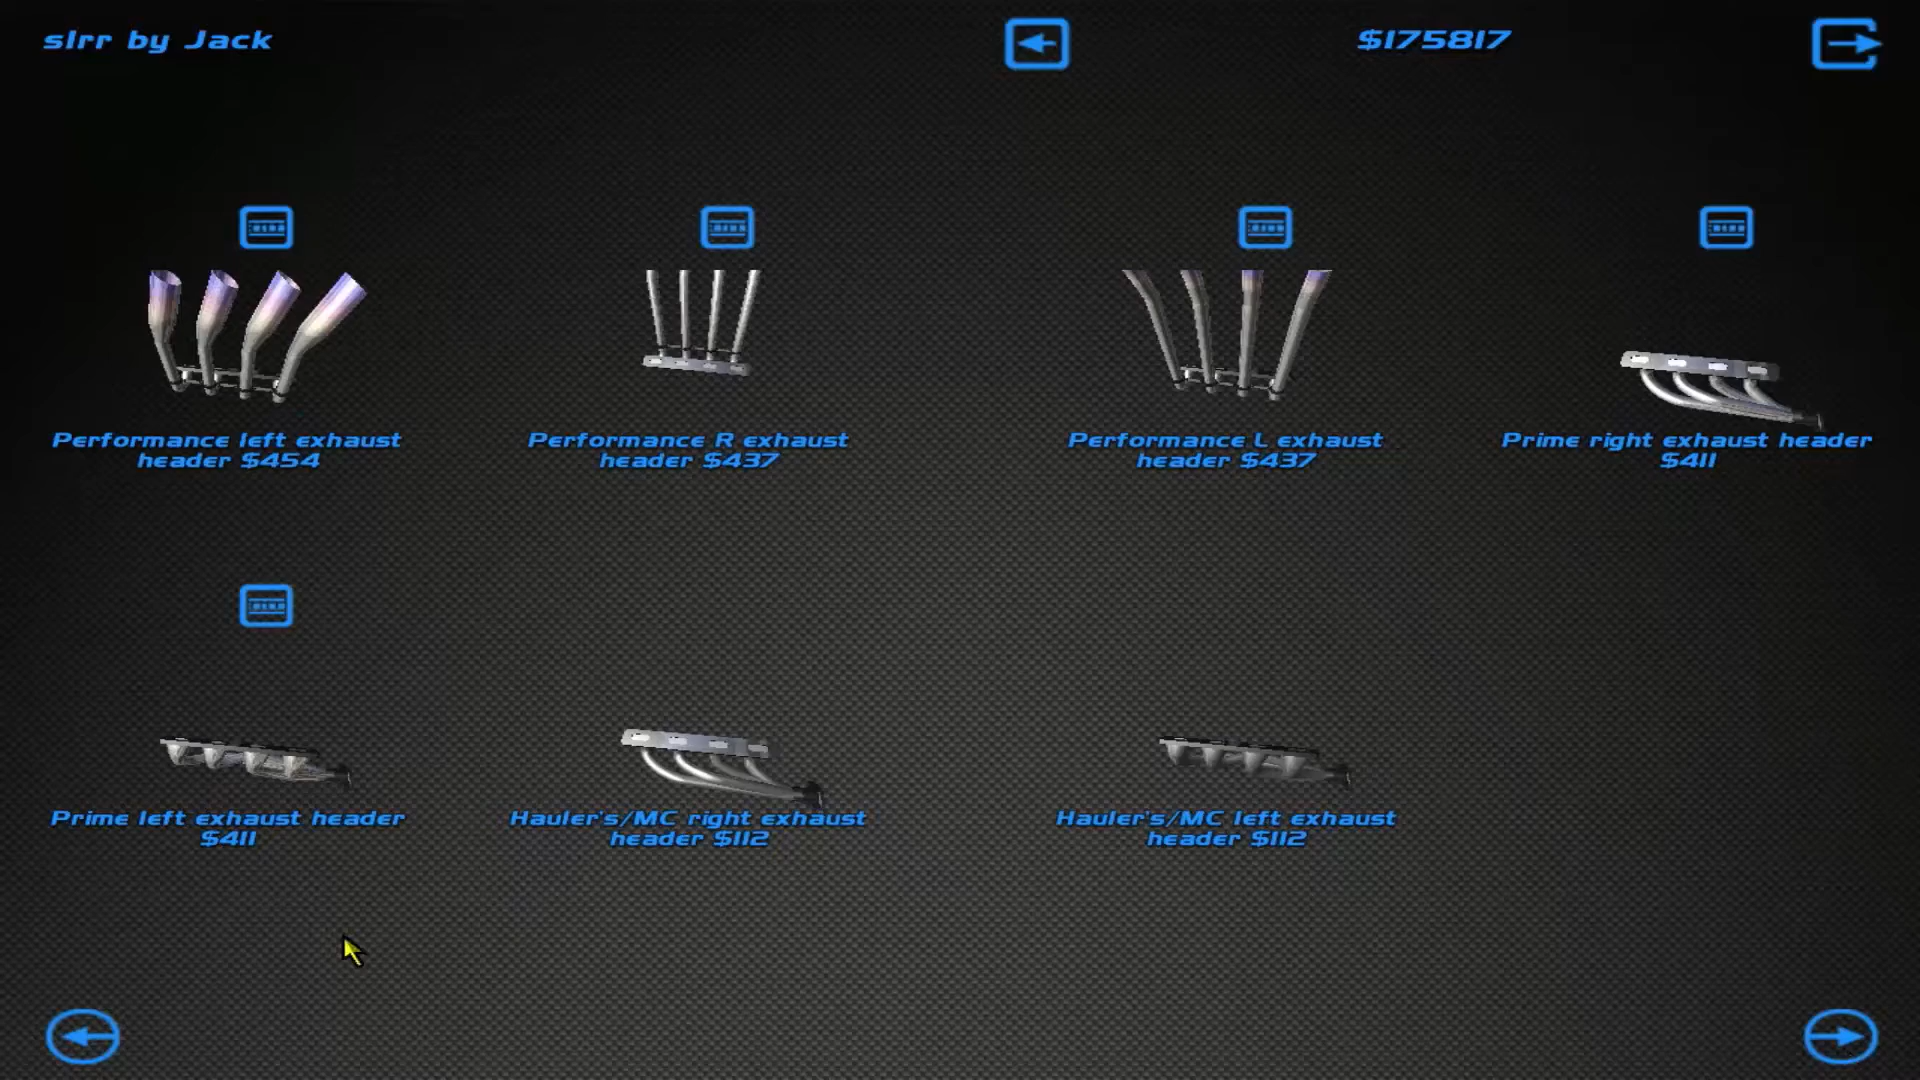 slrr by Jack
$175817
Performance left exhaust
header $454
Performance R exhaust
header $437
Performance L exhaust
header $437
Prime right exhaust header
$411
Prime left exhaust header
$411
Hauler's/MC right exhaust
header $112
Hauler's/MC left exhaust
header $112